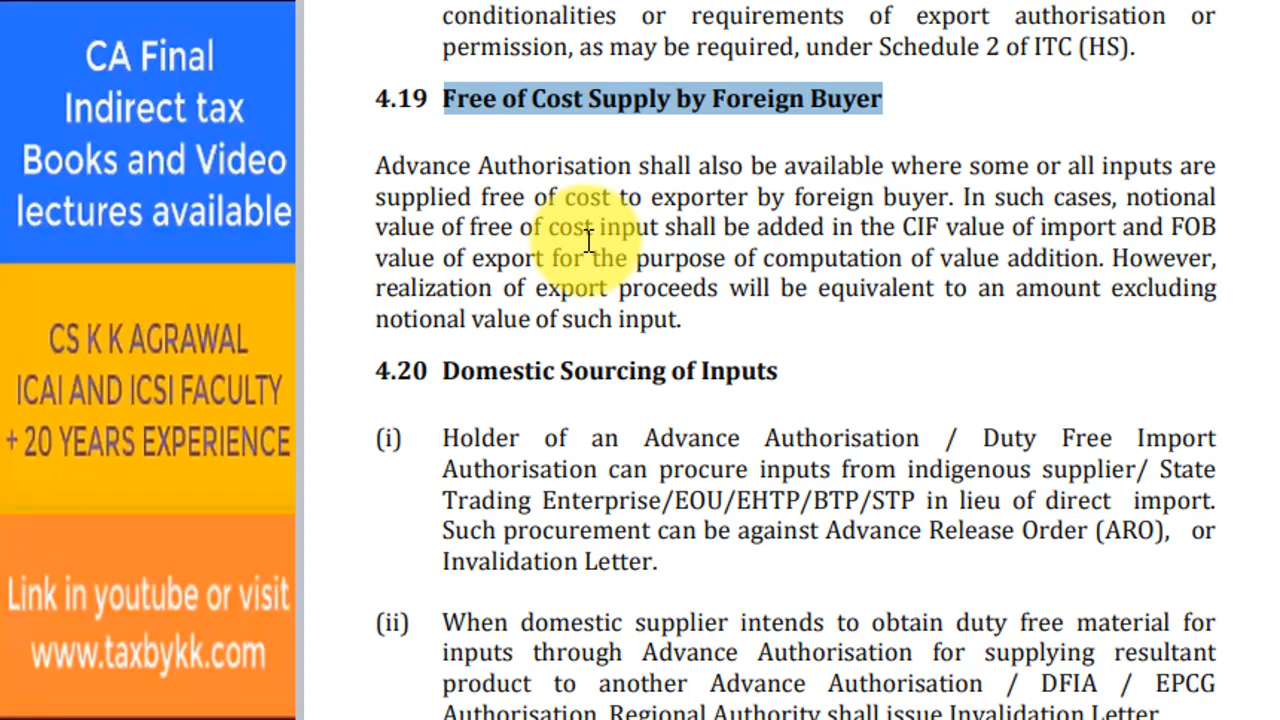 CA Final
Indirect tax
Books and Video
lectures available
CS K K AGRAWAL
ICAI AND ICSI FACULTY
+ 20 YEARS EXPERIENCE
Link in youtube or visit
www.taxbykk.com
conditionalities or requirements of export authorisation or
permission, as may be required, under Schedule 2 of ITC (HS).
4.19 Free of Cost Supply by Foreign Buyer
Advance Authorisation shall also be available where some or all inputs are
supplied free of cost to exporter by foreign buyer. In such cases, notional
value of free of cost input shall be added in the CIF value of import and FOB
value of export for the purpose of computation of value addition. However,
realization of export proceeds will be equivalent to an amount excluding
notional value of such input.
4.20 Domestic Sourcing of Inputs
(i) Holder of an Advance Authorisation / Duty Free Import
Authorisation can procure inputs from indigenous supplier/ State
Trading Enterprise/EOU/EHTP/BTP/STP in lieu of direct import.
Such procurement can be against Advance Release Order (ARO), or
Invalidation Letter.
(ii) When domestic supplier intends to obtain duty free material for
inputs through Advance Authorisation for supplying resultant
product to another Advance Authorisation / DFIA / EPCG
Authorisation, Regional Authority shall issue Invalidation Letter.